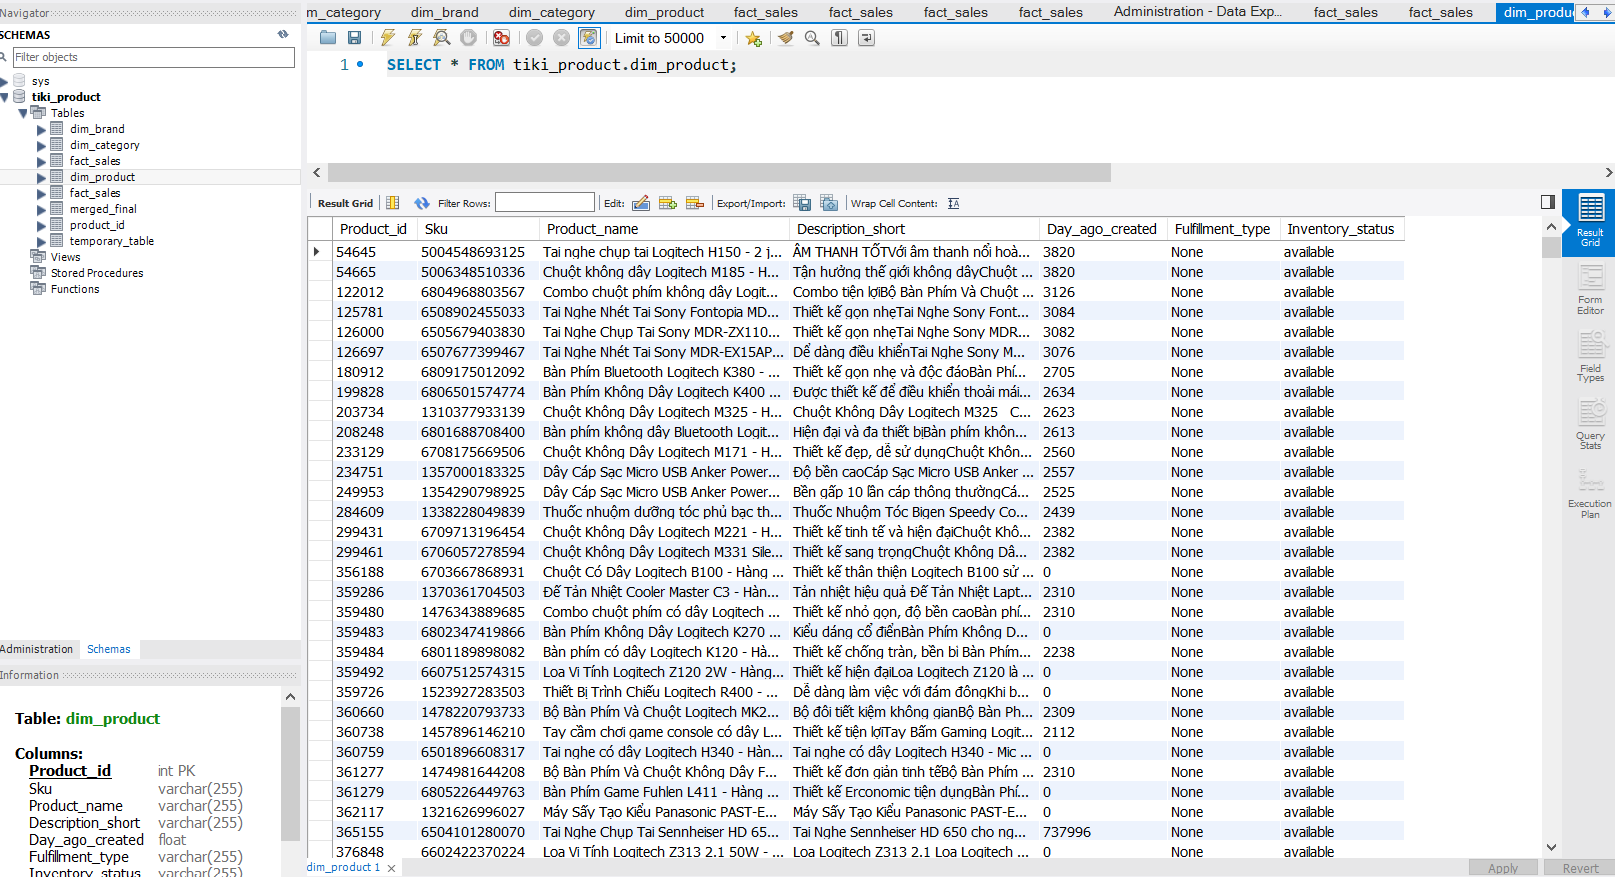 Navigator
SCHEMAS
Filter objects
sys
tiki_product
Tables
dim_brand
dim_category
fact_sales
dim_product
fact_sales
merged_final
product_id
temporary_table
Views
Stored Procedures
Functions
Administration Schemas
Information
Table: dim_product
Columns:
Product_id int PK
Sku varchar(255)
Product_name varchar(255)
Description_short varchar(255)
Day_ago_created float
Fulfillment_type varchar(255)
Inventory_status varchar(255)
m_category dim_brand dim_category dim_product fact_sales fact_sales fact_sales fact_sales Administration - Data Exp... fact_sales fact_sales dim_produ
Limit to 50000
1 SELECT * FROM tiki_product.dim_product;
Result Grid Filter Rows: Edit: Export/Import: Wrap Cell Content:
Product_id Sku Product_name Description_short Day_ago_created Fulfillment_type Inventory_status
54645 5004548693125 Tai nghe chụp tai Logitech H150 - 2 j... ÂM THANH TỐTVới âm thanh nổi hoà... 3820 None available
54665 5006348510336 Chuột không dây Logitech M185 - H... Tận hưởng thế giới không dâyChuột ... 3820 None available
122012 6804968803567 Combo chuột phím không dây Logit... Combo tiện lợiBộ Bàn Phím Và Chuột ... 3126 None available
125781 6508902455033 Tai Nghe Nhét Tai Sony Fontopia MD... Thiết kế gọn nhẹTai Nghe Sony Font... 3084 None available
126000 6505679403830 Tai Nghe Chụp Tai Sony MDR-ZX110... Thiết kế gọn nhẹTai Nghe Sony MDR... 3082 None available
126697 6507677399467 Tai Nghe Nhét Tai Sony MDR-EX15AP... Dể dàng điều khiểnTai Nghe Sony M... 3076 None available
180912 6809175012092 Bàn Phím Bluetooth Logitech K380 - ... Thiết kế gọn nhẹ và độc đáoBàn Phí... 2705 None available
199828 6806501574774 Bàn Phím Không Dây Logitech K400 ... Được thiết kế để điều khiển thoải mái... 2634 None available
203734 1310377933139 Chuột Không Dây Logitech M325 - H... Chuột Không Dây Logitech M325 C... 2623 None available
208248 6801688708400 Bàn phím không dây Bluetooth Logit... Hiện đại và đa thiết bịBàn phím khôn... 2613 None available
233129 6708175669506 Chuột Không Dây Logitech M171 - H... Thiết kế đẹp, dễ sử dụngChuột Khôn... 2560 None available
234751 1357000183325 Dây Cáp Sạc Micro USB Anker Power... Độ bền caoCáp Sạc Micro USB Anker ... 2557 None available
249953 1354290798925 Dây Cáp Sạc Micro USB Anker Power... Bền gấp 10 lần cáp thông thườngCá... 2525 None available
284609 1338228049839 Thuốc nhuộm dưỡng tóc phủ bạc th... Thuốc Nhuộm Tóc Bigen Speedy Co... 2439 None available
299431 6709713196454 Chuột Không Dây Logitech M221 - H... Thiết kế tinh tế và hiện đạiChuột Khô... 2382 None available
299461 6706057278594 Chuột Không Dây Logitech M331 Sile... Thiết kế sang trọngChuột Không Dâ... 2382 None available
356188 6703667868931 Chuột Có Dây Logitech B100 - Hàng ... Thiết kế thân thiện Logitech B100 sử ... 0 None available
359286 1370361704503 Đế Tản Nhiệt Cooler Master C3 - Hàn... Tản nhiệt hiệu quả Đế Tản Nhiệt Lapt... 2310 None available
359480 1476343889685 Combo chuột phím có dây Logitech ... Thiết kế nhỏ gọn, độ bền caoBàn phí... 2310 None available
359483 6802347419866 Bàn Phím Không Dây Logitech K270 ... Kiểu dáng cổ điểnBàn Phím Không D... 0 None available
359484 6801189898082 Bàn phím có dây Logitech K120 - Hà... Thiết kế chống tràn, bền bỉ Bàn Phím... 2238 None available
359492 6607512574315 Loa Vi Tính Logitech Z120 2W - Hàng... Thiết kế hiện đạiLoa Logitech Z120 là ... 0 None available
359726 1523927283503 Thiết Bị Trình Chiếu Logitech R400 - ... Dễ dàng làm việc với đám đôngKhi b... 0 None available
360660 1478220793733 Bộ Bàn Phím Và Chuột Logitech MK2... Bộ đôi tiết kiệm không gianBộ Bàn Ph... 2309 None available
360738 1457896146210 Tay cầm chơi game console có dây L... Thiết kế tiện lợiTay Bấm Gaming Logit... 2112 None available
360759 6501896608317 Tai nghe có dây Logitech H340 - Hàn... Tai nghe có dây Logitech H340 - Mic ... 0 None available
361277 1474981644208 Bộ Bàn Phím Và Chuột Không Dây F... Thiết kế đơn giản tinh tếBộ Bàn Phím ... 2310 None available
361279 6805226449763 Bàn Phím Game Fuhlen L411 - Hàng ... Thiết kế Erconomic tiện dụngBàn Phí... 0 None available
362117 1321626996027 Máy Sấy Tạo Kiểu Panasonic PAST-E... Máy Sấy Tạo Kiểu Panasonic PAST-E... 0 None available
365155 6504101280070 Tai Nghe Chụp Tai Sennheiser HD 65... Tai Nghe Sennheiser HD 650 cho ng... 737996 None available
376848 6602422370224 Loa Vi Tính Logitech Z313 2.1 50W - ... Loa Logitech Z313 2.1 Loa Logitech ... 0 None available
Result
Grid
Form
Editor
Field
Types
Query
Stats
Execution
Plan
dim_product 1
Apply Revert